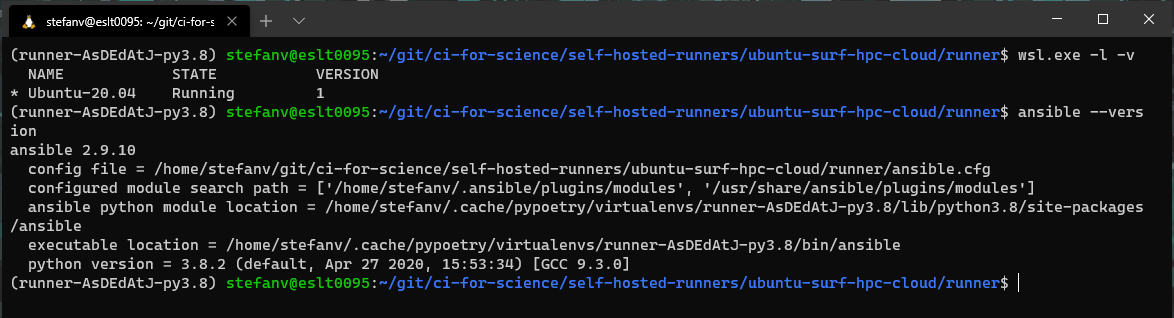 stefanv@eslt0095: ~/git/ci-for-s
(runner-AsDEdAtJ-py3.8) stefanv@eslt0095:~/git/ci-for-science/self-hosted-runners/ubuntu-surf-hpc-cloud/runner$ wsl.exe -l -v
  NAME            STATE           VERSION
* Ubuntu-20.04    Running         1
(runner-AsDEdAtJ-py3.8) stefanv@eslt0095:~/git/ci-for-science/self-hosted-runners/ubuntu-surf-hpc-cloud/runner$ ansible --vers
ion
ansible 2.9.10
  config file = /home/stefanv/git/ci-for-science/self-hosted-runners/ubuntu-surf-hpc-cloud/runner/ansible.cfg
  configured module search path = ['/home/stefanv/.ansible/plugins/modules', '/usr/share/ansible/plugins/modules']
  ansible python module location = /home/stefanv/.cache/pypoetry/virtualenvs/runner-AsDEdAtJ-py3.8/lib/python3.8/site-packages
/ansible
  executable location = /home/stefanv/.cache/pypoetry/virtualenvs/runner-AsDEdAtJ-py3.8/bin/ansible
  python version = 3.8.2 (default, Apr 27 2020, 15:53:34) [GCC 9.3.0]
(runner-AsDEdAtJ-py3.8) stefanv@eslt0095:~/git/ci-for-science/self-hosted-runners/ubuntu-surf-hpc-cloud/runner$